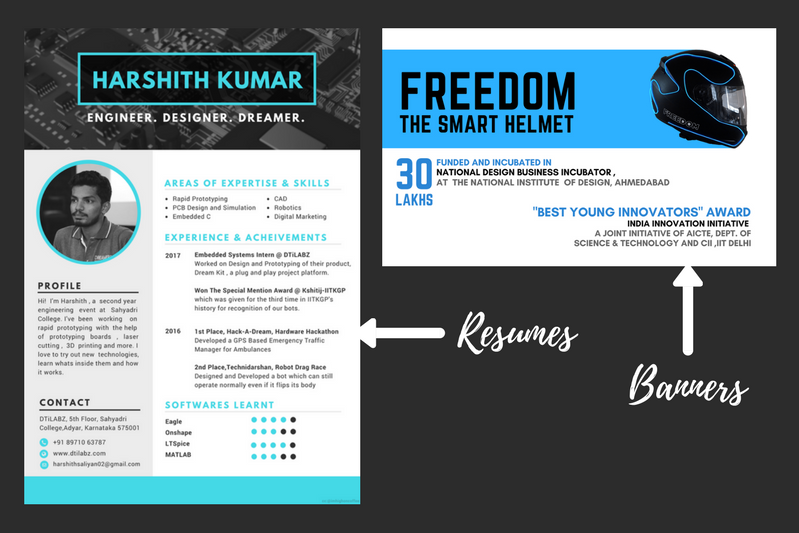 HARSHITH KUMAR
ENGINEER. DESIGNER. DREAMER.
PROFILE
Hi! I'm Harshith , a second year
engineering event at Sahyadri
College. I've been working on
rapid prototyping with the help
of prototyping boards , laser
cutting , 3D printing and more. I
love to try out new technologies,
learn whats inside them and how
it works.
CONTACT
DTiLABZ, 5th Floor, Sahyadri
College,Adyar, Karnataka 575001
+91 89710 63787
www.dtilabz.com
harshithsaliyan02@gmail.com
AREAS OF EXPERTISE & SKILLS
Rapid Prototyping
PCB Design and Simulation
Embedded C
CAD
Robotics
Digital Marketing
EXPERIENCE & ACHEIVEMENTS
2017
Embedded Systems Intern @ DTiLABZ
Worked on Design and Prototyping of their product,
Dream Kit , a plug and play project platform.
Won The Special Mention Award @ Kshitij-IITKGP
which was given for the third time in IITKGP's
history for recognition of our bots.
2016
1st Place, Hack-A-Dream, Hardware Hackathon
Developed a GPS Based Emergency Traffic
Manager for Ambulances
2nd Place,Technidarshan, Robot Drag Race
Designed and Developed a bot which can still
operate normally even if it flips its body
SOFTWARES LEARNT
Eagle
Onshape
LTSpice
MATLAB
FREEDOM
THE SMART HELMET
FREEDOM
30
LAKHS
FUNDED AND INCUBATED IN
NATIONAL DESIGN BUSINESS INCUBATOR ,
AT THE NATIONAL INSTITUTE OF DESIGN, AHMEDABAD
"BEST YOUNG INNOVATORS" AWARD
INDIA INNOVATION INITIATIVE
A JOINT INITIATIVE OF AICTE, DEPT. OF
SCIENCE & TECHNOLOGY AND CII ,IIT DELHI
Resumes
Banners